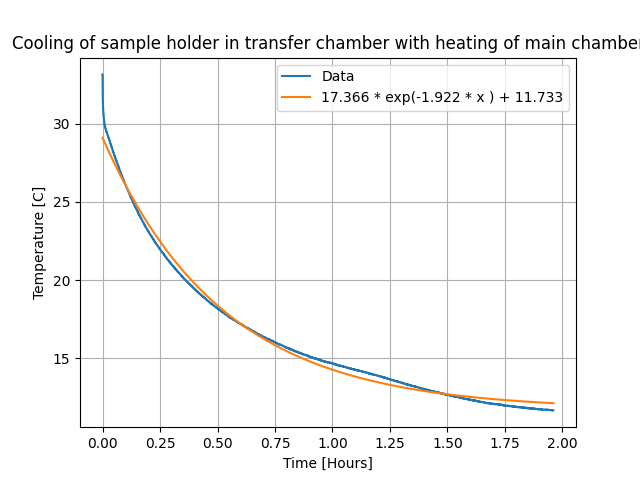 Cooling of sample holder in transfer chamber with heating of main chamber
Data
17.366 * exp(-1.922 * x ) + 11.733
30
25
20
15
Temperature [C]
0.00 0.25 0.50 0.75 1.00 1.25 1.50 1.75 2.00
Time [Hours]